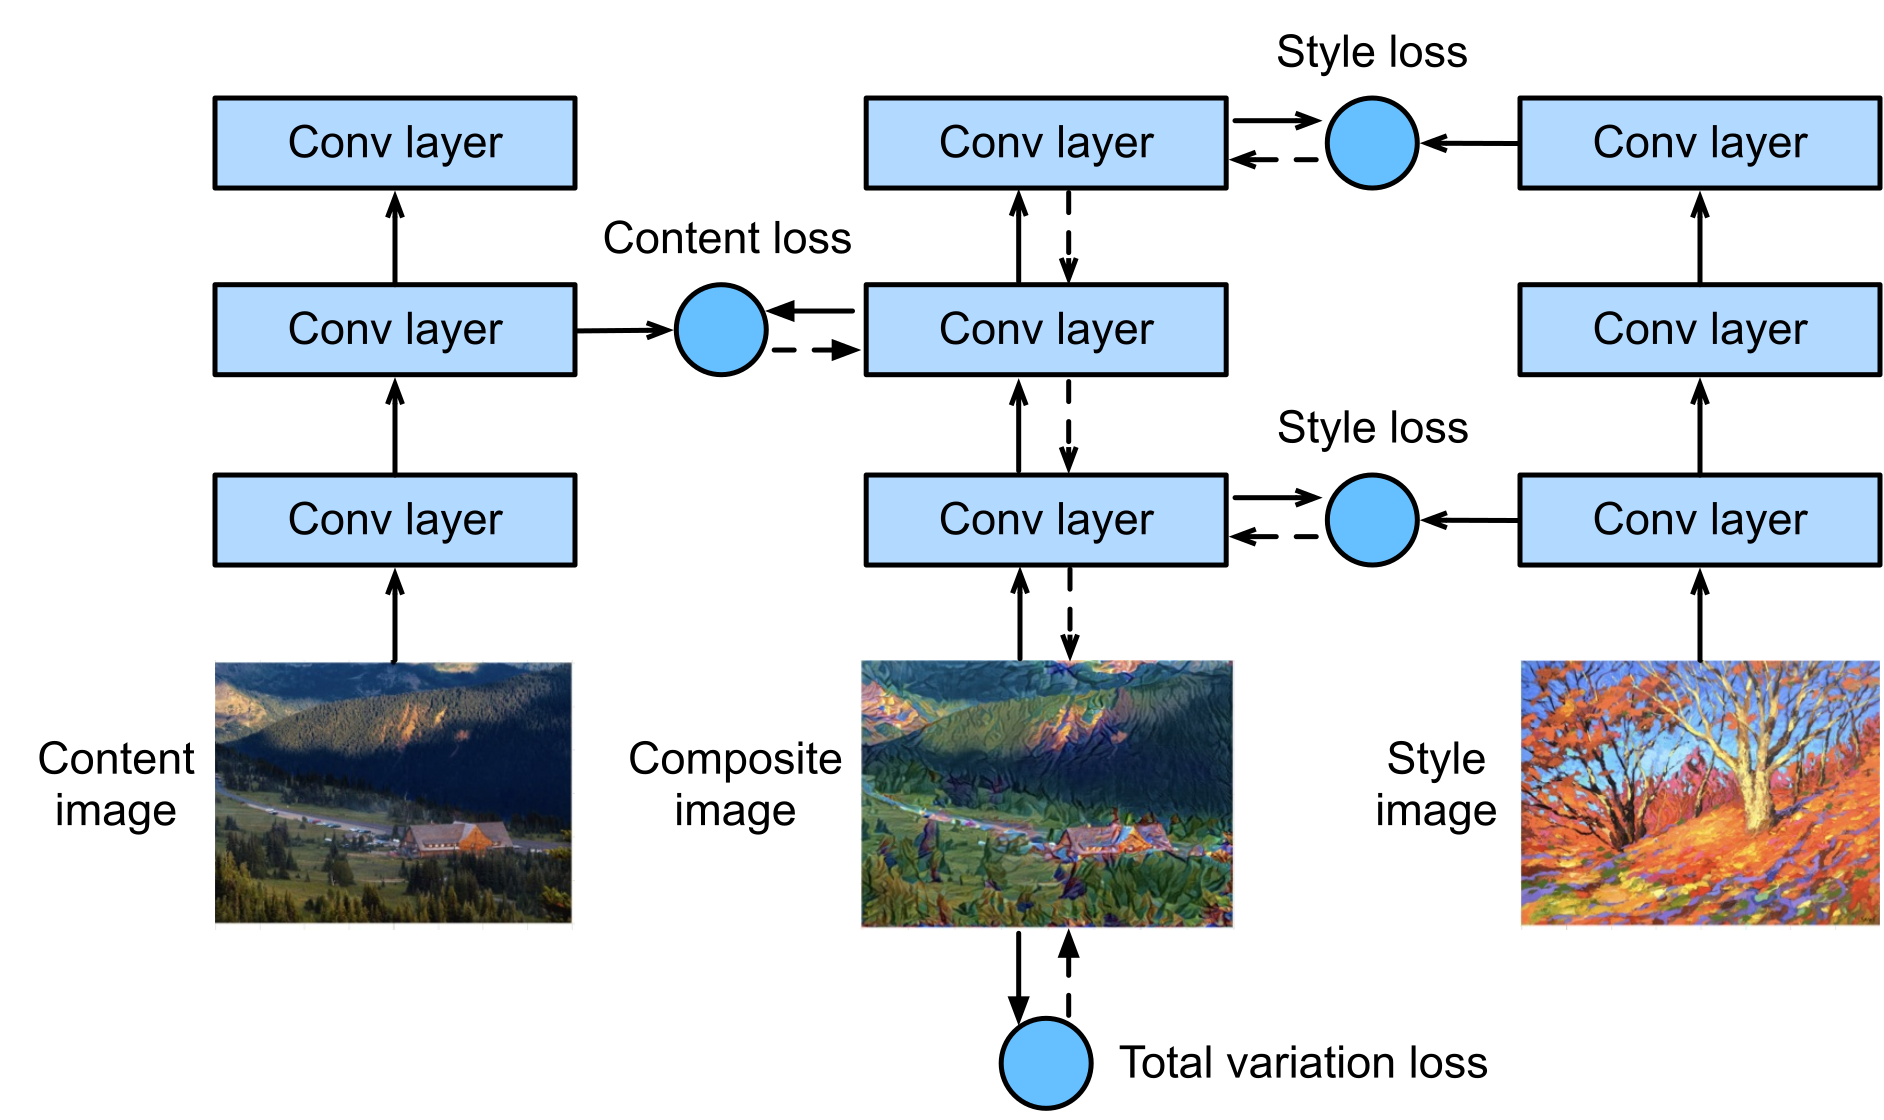 Style loss
Conv layer
Conv layer
Conv layer
Content loss
Conv layer
Conv layer
Conv layer
Style loss
Conv layer
Conv layer
Conv layer
Content
image
Composite
image
Style
image
Total variation loss